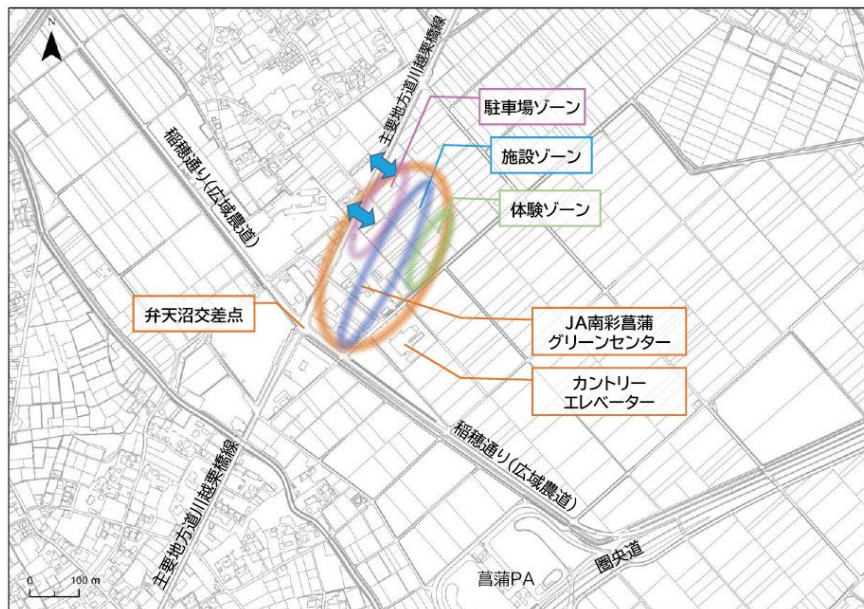 N
主要地方道川越栗橋線
駐車場ゾーン
施設ゾーン
体験ゾーン
稲穂通り(広域農道)
弁天沼交差点
JA南彩菖蒲
グリーンセンター
カントリー
エレベーター
稲穂通り(広域農道)
主要地方道川越栗橋線
圏央道
菖蒲PA
0 100 m